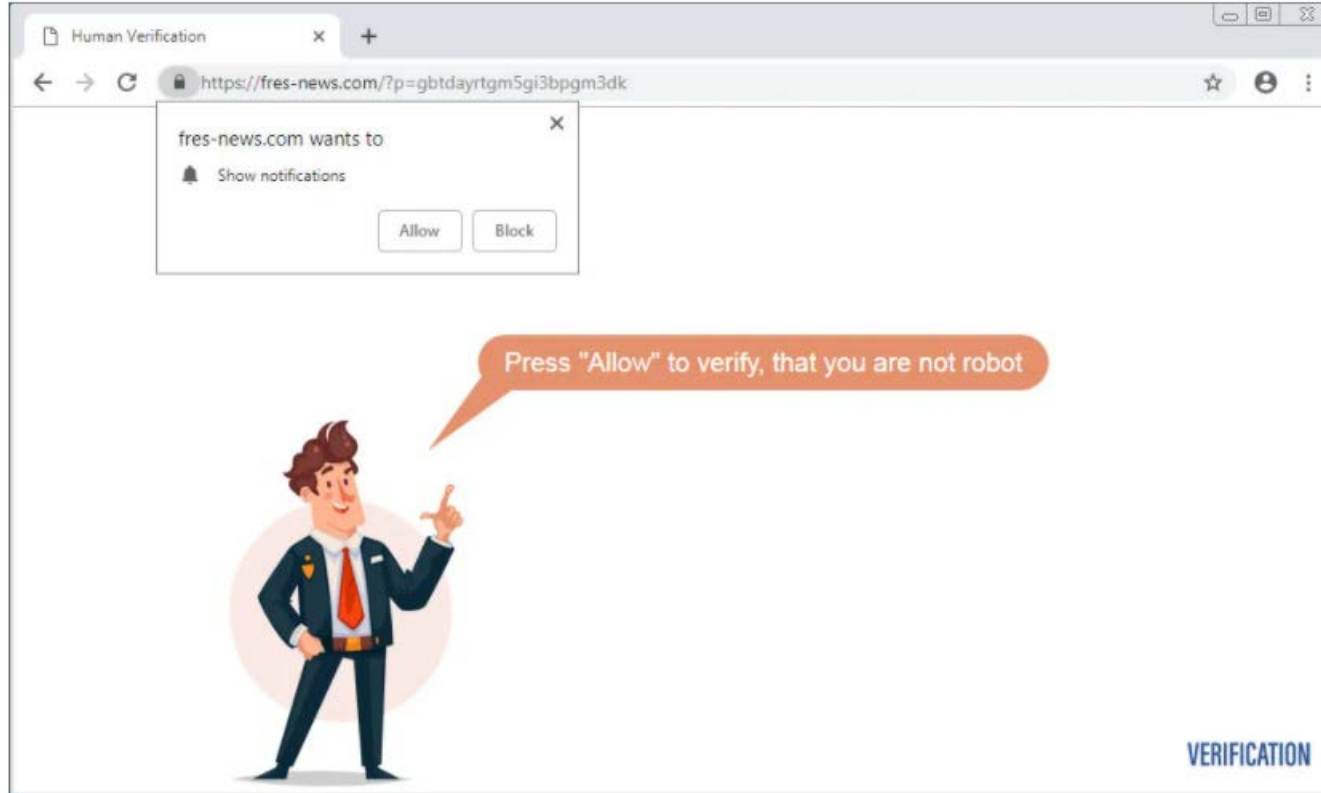 Human Verification
https://fres-news.com/?p=gbtdayrtgm5gi3bpgm3dk
fres-news.com wants to
Show notifications
Allow Block
Press "Allow" to verify, that you are not robot
VERIFICATION